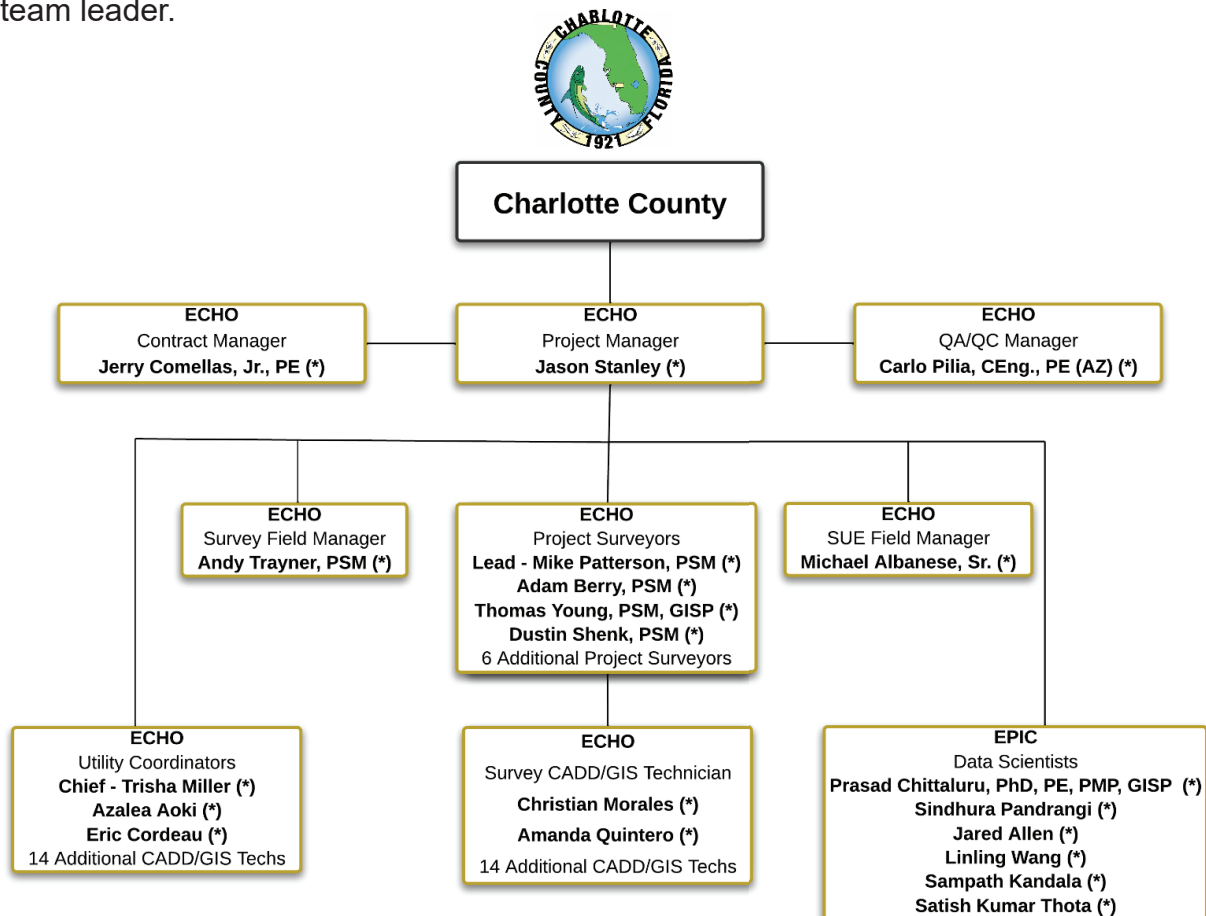 team leader.
CHARLOTTE
COUNTY
FLORIDA
1921
Charlotte County
ECHO
Contract Manager
Jerry Comellas, Jr., PE (*)
ECHO
Project Manager
Jason Stanley (*)
ECHO
QA/QC Manager
Carlo Pilia, CEng., PE (AZ) (*)
ECHO
Survey Field Manager
Andy Trayner, PSM (*)
ECHO
Project Surveyors
Lead - Mike Patterson, PSM (*)
Adam Berry, PSM (*)
Thomas Young, PSM, GISP (*)
Dustin Shenk, PSM (*)
6 Additional Project Surveyors
ECHO
SUE Field Manager
Michael Albanese, Sr. (*)
ECHO
Utility Coordinators
Chief - Trisha Miller (*)
Azalea Aoki (*)
Eric Cordeau (*)
14 Additional CADD/GIS Techs
ECHO
Survey CADD/GIS Technician
Christian Morales (*)
Amanda Quintero (*)
14 Additional CADD/GIS Techs
EPIC
Data Scientists
Prasad Chittaluru, PhD, PE, PMP, GISP (*)
Sindhura Pandrangi (*)
Jared Allen (*)
Linling Wang (*)
Sampath Kandala (*)
Satish Kumar Thota (*)